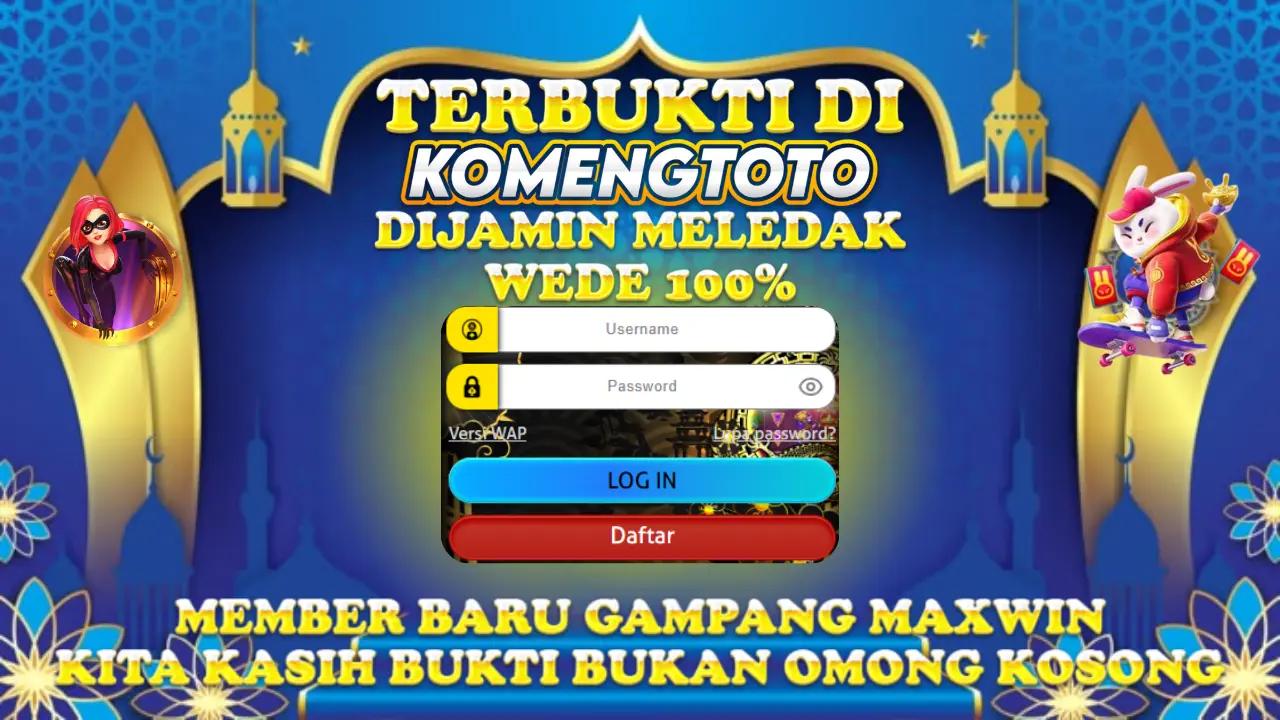 TERBUKTI DI
KOMENGTOTO
DIJAMIN MELEDAK
WEDE 100%
Username
Password
Versi WAP
Lupa password?
LOG IN
Daftar
MEMBER BARU GAMPANG MAXWIN
KITA KASIH BUKTI BUKAN OMONG KOSONG